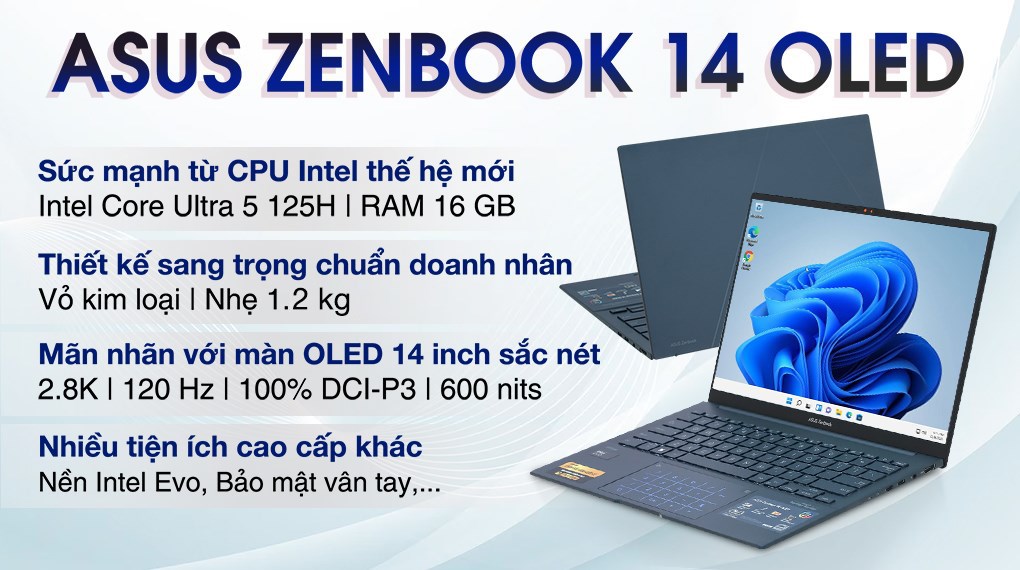 ASUS ZENBOOK 14 OLED
Sức mạnh từ CPU Intel thế hệ mới
Intel Core Ultra 5 125H | RAM 16 GB
Thiết kế sang trọng chuẩn doanh nhân
Vỏ kim loại | Nhẹ 1.2 kg
Mãn nhãn với màn OLED 14 inch sắc nét
2.8K | 120 Hz | 100% DCI-P3 | 600 nits
Nhiều tiện ích cao cấp khác
Nền Intel Evo, Bảo mật vân tay,...
ASUS Zenbook